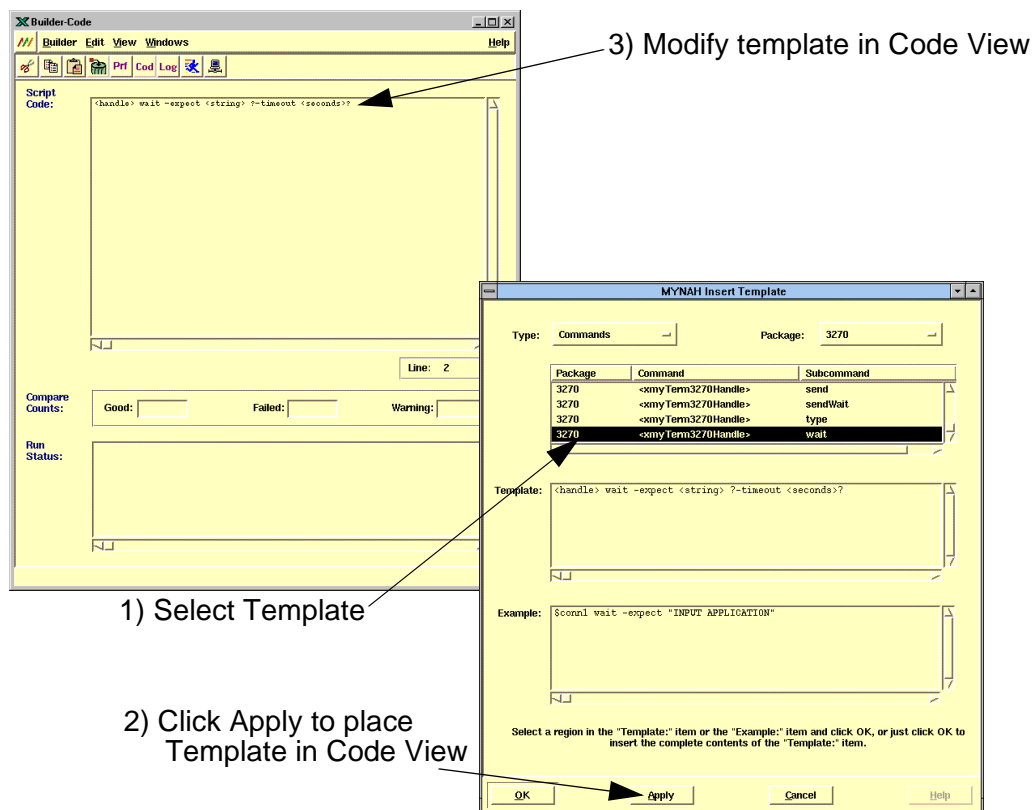 Builder-Code
Builder Edit View Windows Help
Prf Cod Log
3) Modify template in Code View
Script
Code:
<handle> wait -expect <string> ?-timeout <seconds>?
Line: 2
Compare
Counts:
Good: Failed: Warning:
Run
Status:
MYNAH Insert Template
Type: Commands Package: 3270
Package Command Subcommand
3270 <xmyTerm3270Handle> send
3270 <xmyTerm3270Handle> sendWait
3270 <xmyTerm3270Handle> type
3270 <xmyTerm3270Handle> wait
Template: <handle> wait -expect <string> ?-timeout <seconds>?
1) Select Template
Example: $conn1 wait -expect "INPUT APPLICATION"
2) Click Apply to place
Template in Code View
Select a region in the "Template:" item or the "Example:" item and click OK, or just click OK to
insert the complete contents of the "Template:" item.
OK Apply Cancel Help